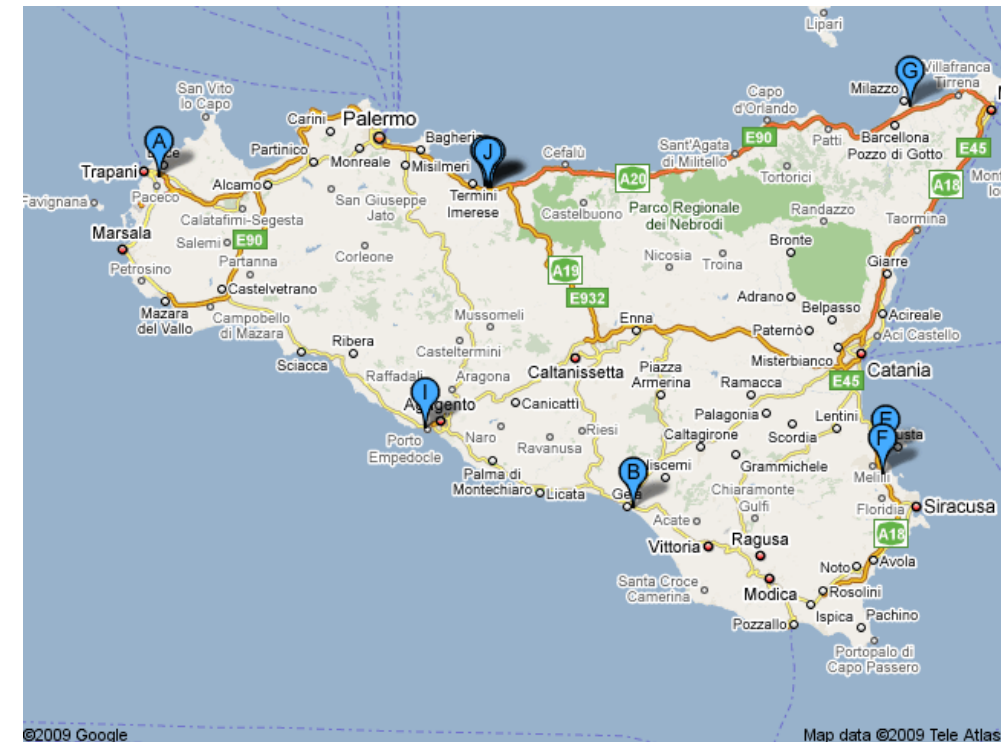 Lipari
G
Villafranca
Tirrena
Milazzo
San Vito
lo Capo
Capo
d'Orlando
Carini
Palermo
Bagheria
E90
Patti
Barcellona
Pozzo di Gotto
E45
A
J
Partinico
Monreale
Misilmeri
Cefalù
Sant'Agata
di Militello
Trapani
Paceco
Alcamo
Termini
Imerese
A20
Tortorici
A18
Favignana
San Giuseppe
Jato
Castelbuono
Parco Regionale
dei Nebrodi
Randazzo
Calatafimi-Segesta
Taormina
Marsala
Salemi
E90
Corleone
Bronte
Petrosino
Partanna
A19
Nicosia
Troina
Giarre
Castelvetrano
E932
Adrano
Mazara
del Vallo
Campobello
di Mazara
Mussomeli
Belpasso
Acireale
Enna
Paternò
Aci Castello
Ribera
Casteltermini
Misterbianco
Sciacca
Caltanissetta
Piazza
Armerina
Catania
Raffadali
Aragona
Ramacca
E45
I
Agrigento
Canicattì
Palagonia
Lentini
E
Porto
Empedocle
Naro
Riesi
Caltagirone
Scordia
F
Ravanusa
Grammichele
Melilli
Palma di
Montechiaro
B
Licata
Gela
Chiaramonte
Gulfi
Floridia
Siracusa
Acate
Vittoria
Ragusa
A18
Noto
Avola
Santa Croce
Camerina
Modica
Rosolini
Ispica
Pachino
Pozzallo
Portopalo di
Capo Passero
©2009 Google
Map data ©2009 Tele Atlas